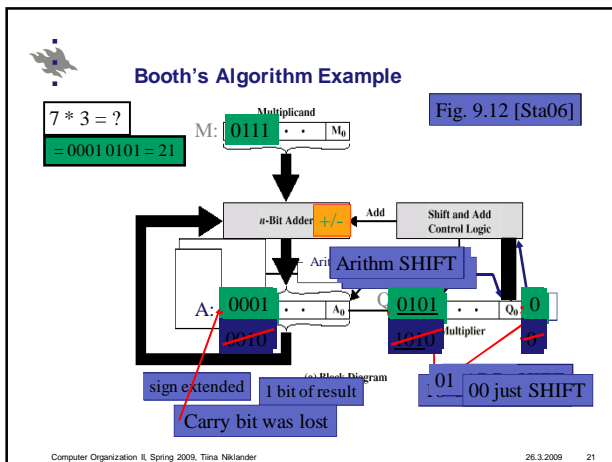 Booth's Algorithm Example
7 * 3 = ?
= 0001 0101 = 21
Fig. 9.12 [Sta06]
Multiplicand
M: 0111 · · M0
n-Bit Adder +/-
Add
Shift and Add
Control Logic
Arithm SHIFT
A: 0001 · · A0
0101 · · Q0 0
0010
1010
0
sign extended
1 bit of result
Carry bit was lost
01
00 just SHIFT
Computer Organization II, Spring 2009, Tiina Niklander
26.3.2009
21